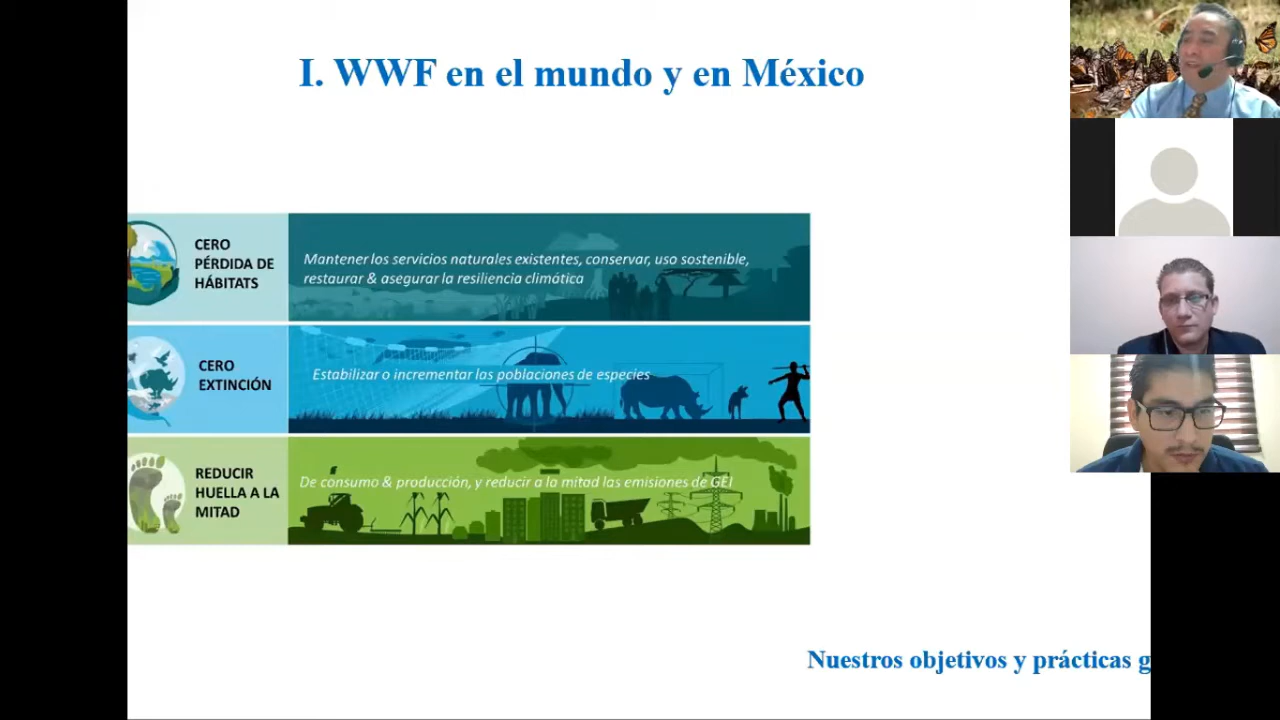 I. WWF en el mundo y en México
CERO
PÉRDIDA DE
HÁBITATS
Mantener los servicios naturales existentes, conservar, uso sostenible,
restaurar & asegurar la resiliencia climática
CERO
EXTINCIÓN
Estabilizar o incrementar las poblaciones de especies
REDUCIR
HUELLA A LA
MITAD
De consumo & producción, y reducir a la mitad las emisiones de GEI
Nuestros objetivos y prácticas g